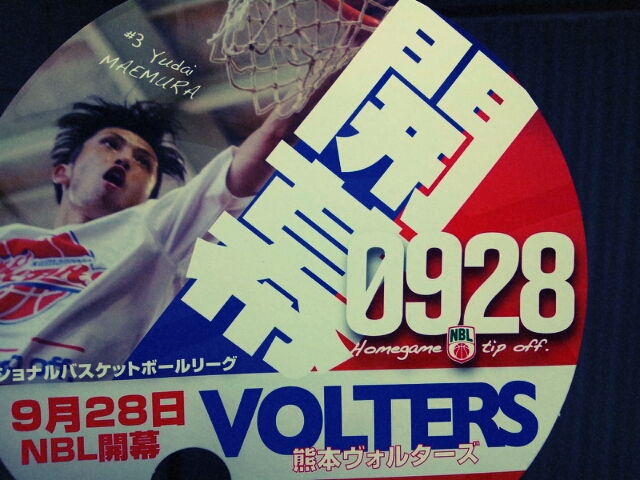 #3 Yudai
MAEMURA
開幕
0928
NBL
Homegame tip off.
ショナルバスケットボールリーグ
9月28日
NBL開幕
VOLTERS
熊本ヴォルターズ